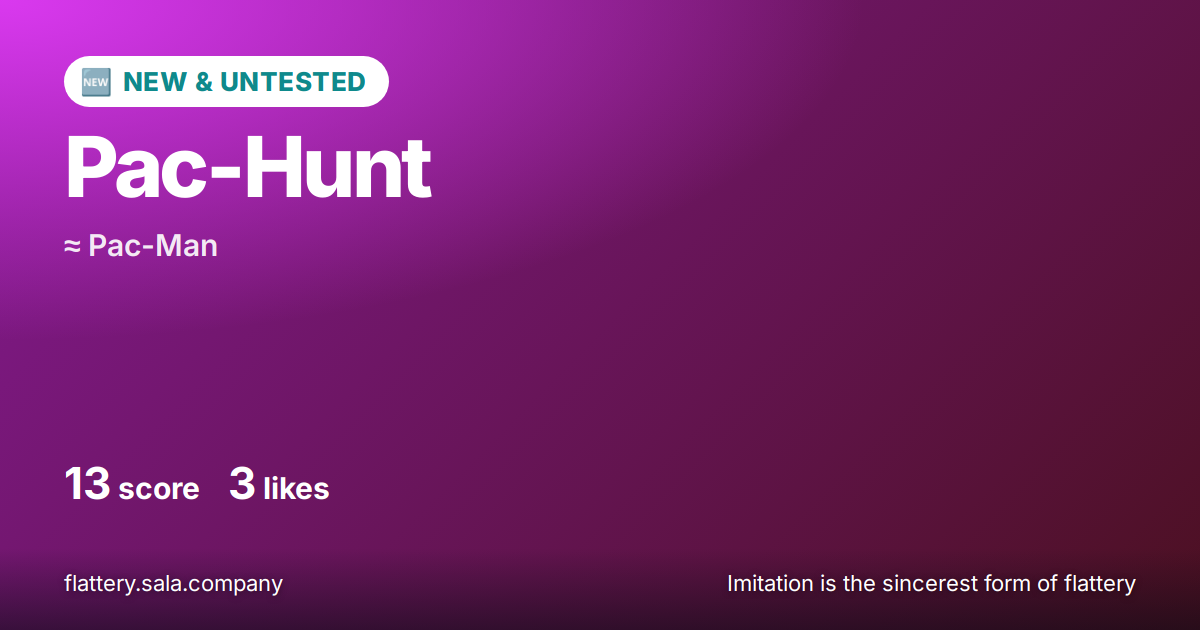 🆕 NEW & UNTESTED
Pac-Hunt
≈ Pac-Man
13 score 3 likes
flattery.sala.company
Imitation is the sincerest form of flattery